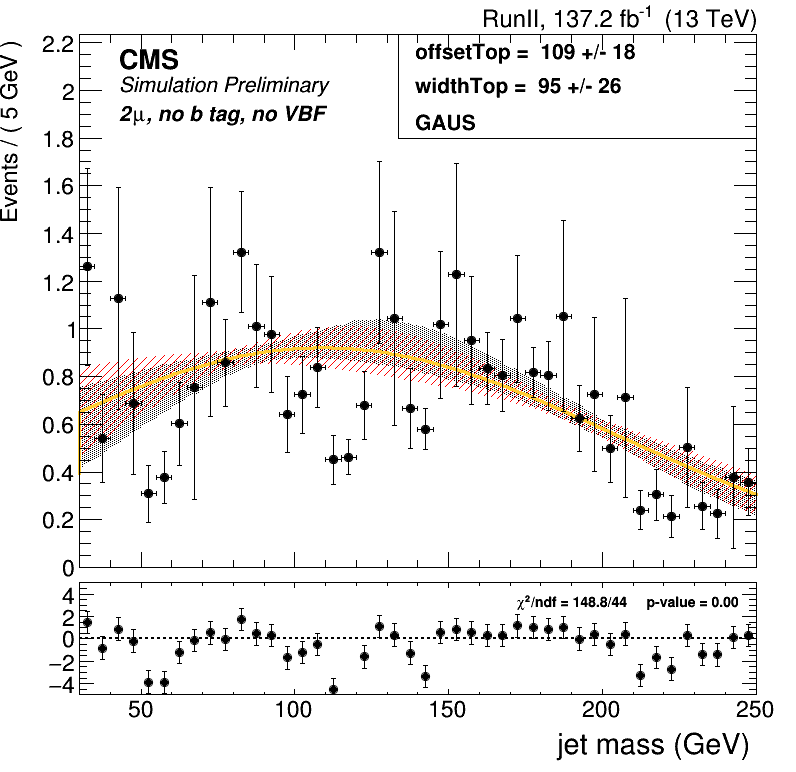 RunII, 137.2 fb⁻¹ (13 TeV)
CMS
Simulation Preliminary
2μ, no b tag, no VBF
offsetTop = 109 +/- 18
widthTop = 95 +/- 26
GAUS
Events / ( 5 GeV )
2.2
2
1.8
1.6
1.4
1.2
1
0.8
0.6
0.4
0.2
0
χ²/ndf = 148.8/44 p-value = 0.00
4
2
0
−2
−4
50 100 150 200 250
jet mass (GeV)